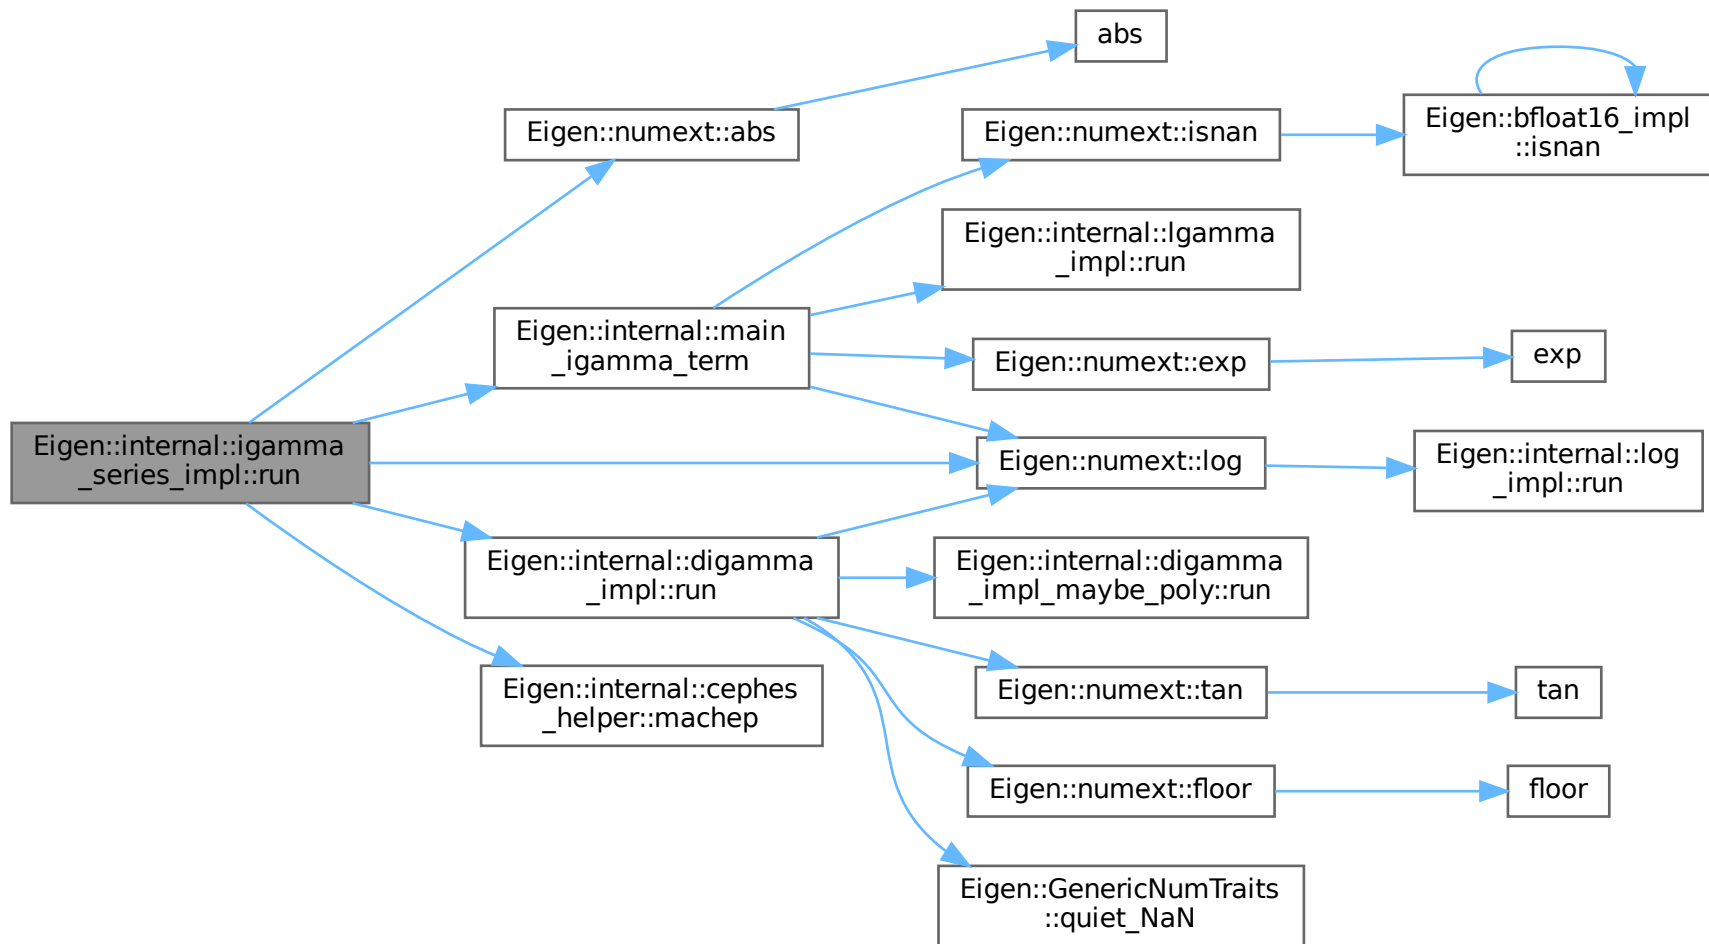 abs
Eigen::numext::abs
Eigen::numext::isnan
Eigen::bfloat16_impl
::isnan
Eigen::internal::lgamma
_impl::run
Eigen::internal::main
_igamma_term
Eigen::numext::exp
exp
Eigen::internal::igamma
_series_impl::run
Eigen::numext::log
Eigen::internal::log
_impl::run
Eigen::internal::digamma
_impl::run
Eigen::internal::digamma
_impl_maybe_poly::run
Eigen::internal::cephes
_helper::machep
Eigen::numext::tan
tan
Eigen::numext::floor
floor
Eigen::GenericNumTraits
::quiet_NaN